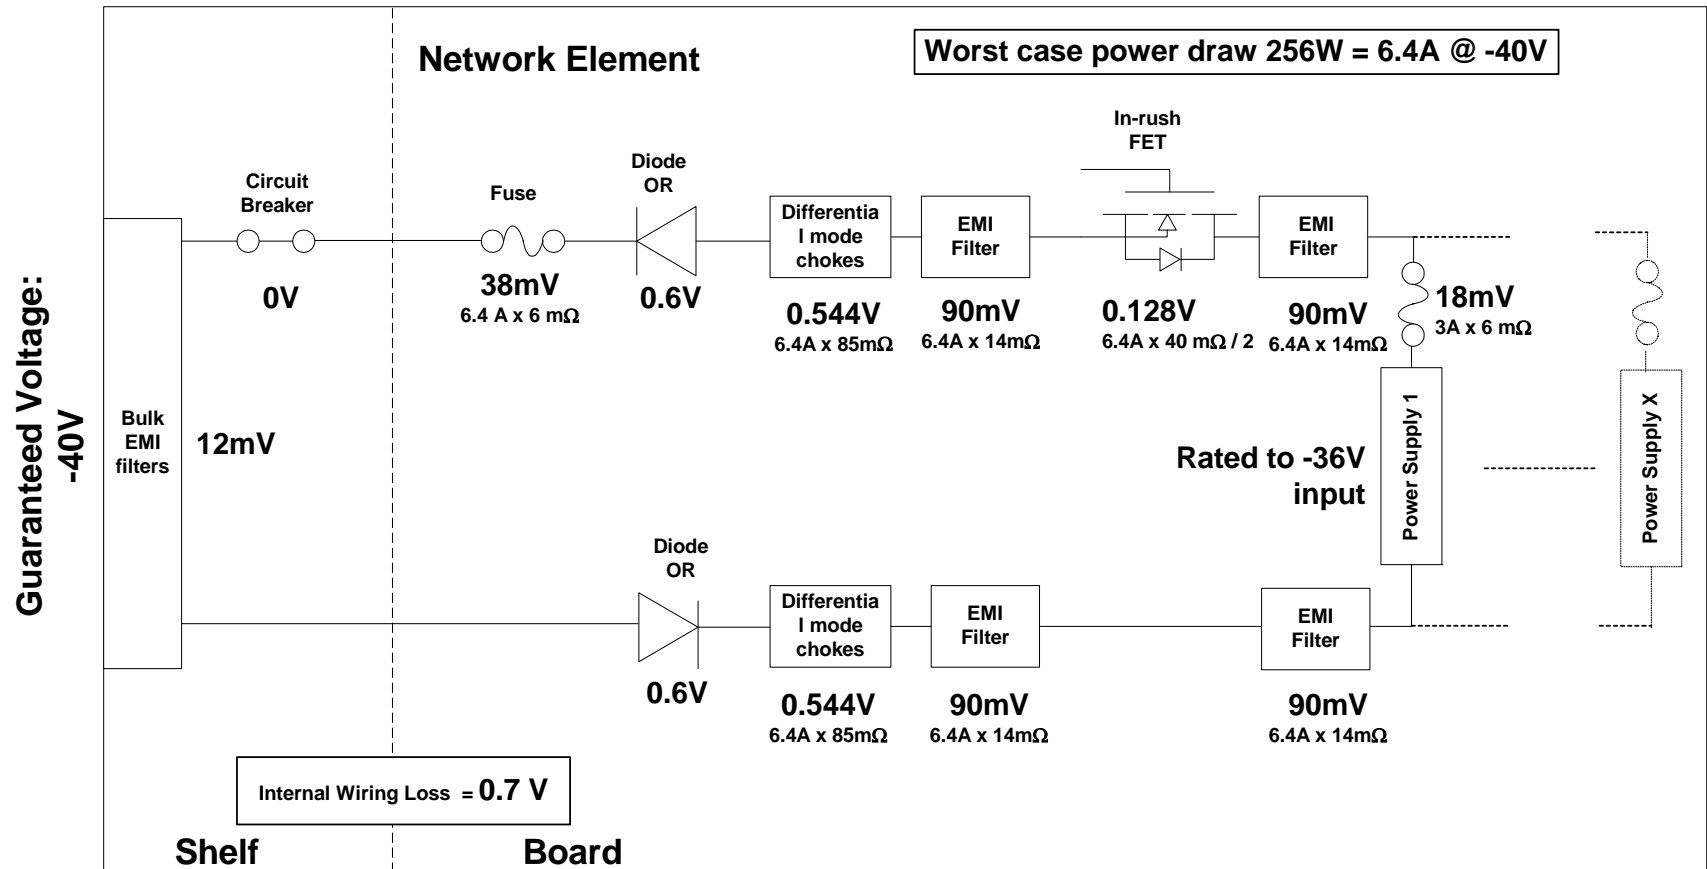 Network Element
Worst case power draw 256W = 6.4A @ -40V
Guaranteed Voltage:
-40V
Bulk
EMI
filters
12mV
Circuit
Breaker
0V
Fuse
38mV
6.4 A x 6 mΩ
Diode
OR
0.6V
Differentia
l mode
chokes
0.544V
6.4A x 85mΩ
EMI
Filter
90mV
6.4A x 14mΩ
In-rush
FET
0.128V
6.4A x 40 mΩ / 2
EMI
Filter
90mV
6.4A x 14mΩ
18mV
3A x 6 mΩ
Rated to -36V
input
Power Supply 1
Power Supply X
Diode
OR
0.6V
Differentia
l mode
chokes
0.544V
6.4A x 85mΩ
EMI
Filter
90mV
6.4A x 14mΩ
EMI
Filter
90mV
6.4A x 14mΩ
Internal Wiring Loss = 0.7 V
Shelf
Board